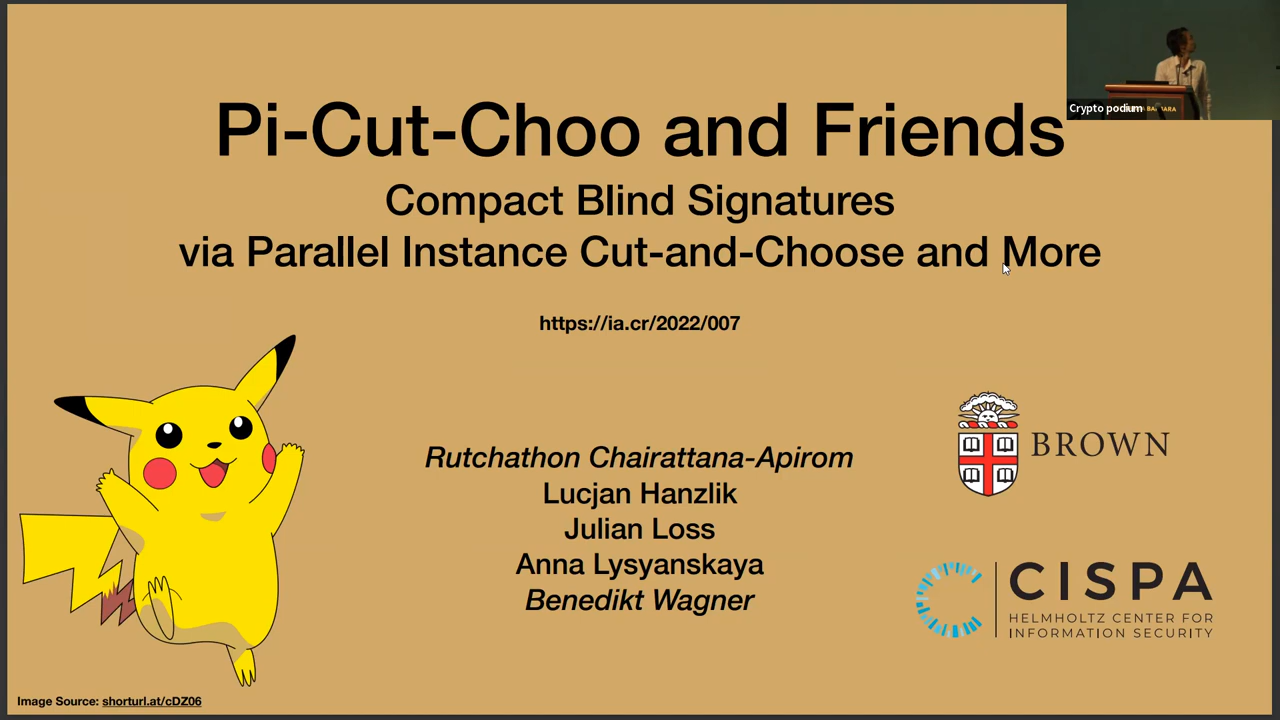 Pi-Cut-Choo and Friends
Crypto podium
Compact Blind Signatures
via Parallel Instance Cut-and-Choose and More
https://ia.cr/2022/007
Rutchathon Chairattana-Apirom
Lucjan Hanzlik
Julian Loss
Anna Lysyanskaya
Benedikt Wagner
BROWN
CISPA
HELMHOLTZ CENTER FOR
INFORMATION SECURITY
Image Source: shorturl.at/cDZ06